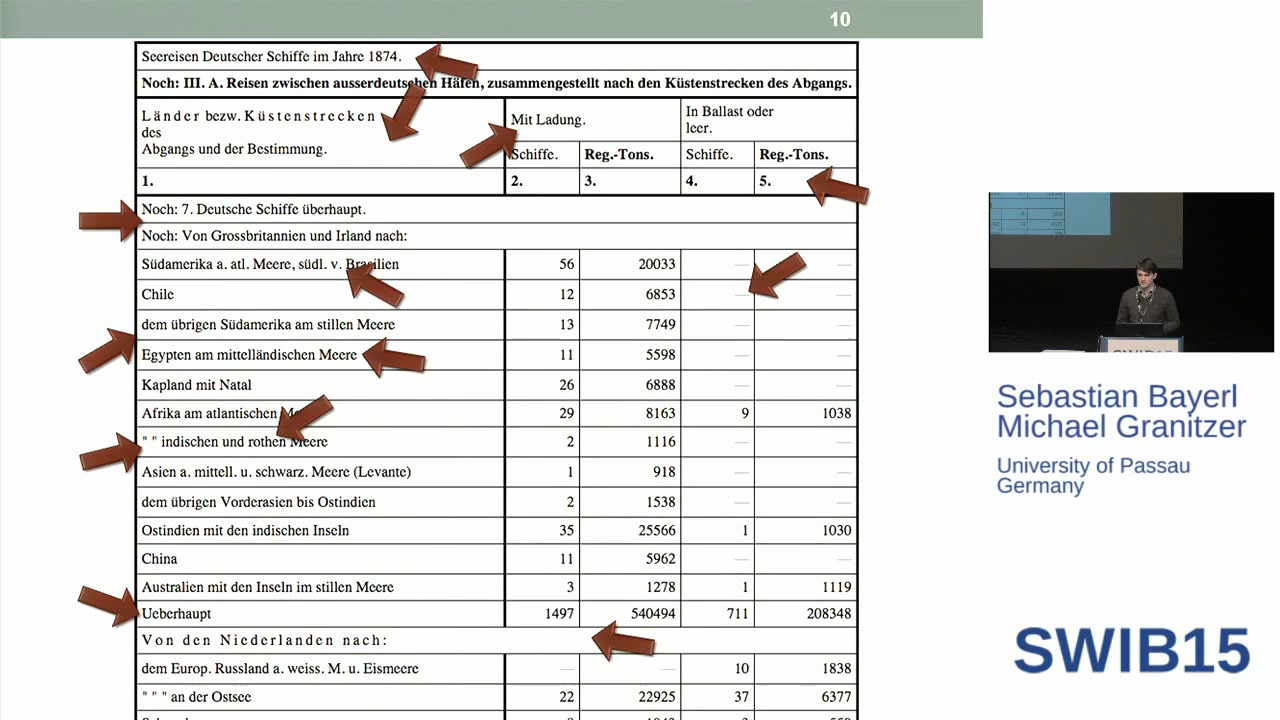 10
Seereisen Deutscher Schiffe im Jahre 1874.
Noch: III. A. Reisen zwischen ausserdeutschen Häfen, zusammengestellt nach den Küstenstrecken des Abgangs.
Länder bezw. Küstenstrecken
des
Abgangs und der Bestimmung.
Mit Ladung.
In Ballast oder
leer.
Schiffe. Reg.-Tons. Schiffe. Reg.-Tons.
1. 2. 3. 4. 5.
Noch: 7. Deutsche Schiffe überhaupt.
Noch: Von Grossbritannien und Irland nach:
Südamerika a. atl. Meere, südl. v. Brasilien 56 20033 — —
Chile 12 6853 — —
dem übrigen Südamerika am stillen Meere 13 7749 — —
Egypten am mittelländischen Meere 11 5598 — —
Kapland mit Natal 26 6888 — —
Afrika am atlantischen 29 8163 9 1038
" " indischen und rothen Meere 2 1116 — —
Asien a. mittell. u. schwarz. Meere (Levante) 1 918 — —
dem übrigen Vorderasien bis Ostindien 2 1538 — —
Ostindien mit den indischen Inseln 35 25566 1 1030
China 11 5962 — —
Australien mit den Inseln im stillen Meere 3 1278 1 1119
Ueberhaupt 1497 540494 711 208348
Von den Niederlanden nach:
dem Europ. Russland a. weiss. M. u. Eismeere — — 10 1838
" " " an der Ostsee 22 22925 37 6377
Sebastian Bayerl
Michael Granitzer
University of Passau
Germany
SWIB15